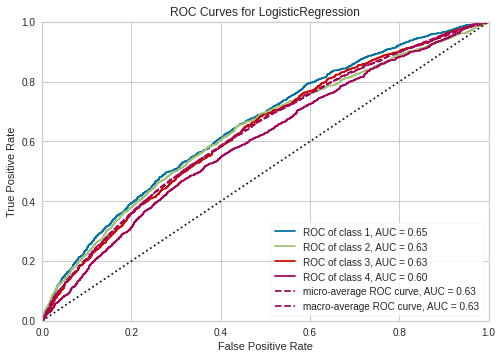 ROC Curves for LogisticRegression
1.0
0.8
0.6
0.4
0.2
0.0
True Positive Rate
ROC of class 1, AUC = 0.65
ROC of class 2, AUC = 0.63
ROC of class 3, AUC = 0.63
ROC of class 4, AUC = 0.60
micro-average ROC curve, AUC = 0.63
macro-average ROC curve, AUC = 0.63
0.0 0.2 0.4 0.6 0.8 1.0
False Positive Rate